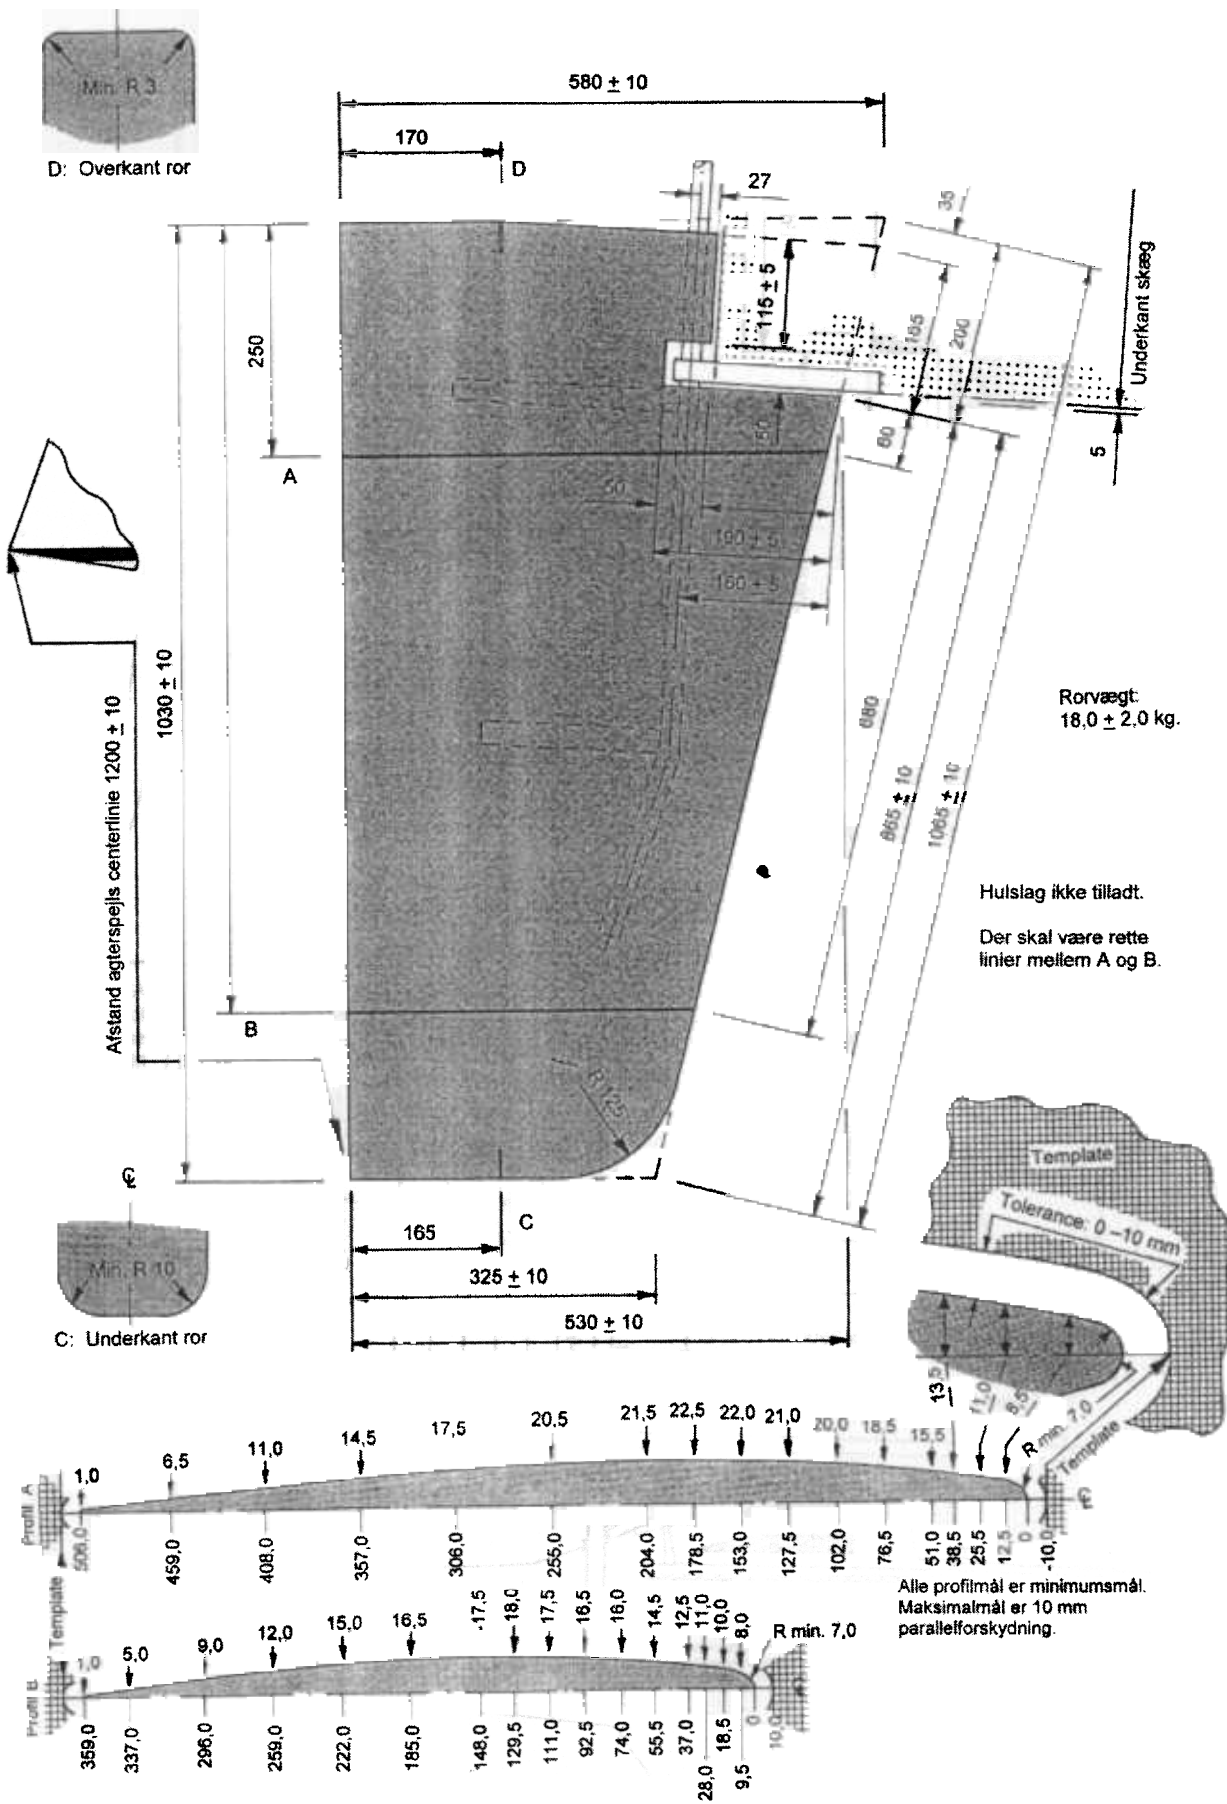 Min. R 3
D: Overkant ror
580 ± 10
170
D
27
35
115 ± 5
165
200
Underkant skæg
250
50
60
5
A
50
190 ± 5
160 ± 5
1030 ± 10
Afstand agterspejls centerlinie 1200 ± 10
680
865 ± 10
1065 ± 10
Rorvægt:
18,0 ± 2,0 kg.
Hulslag ikke tilladt.
Der skal være rette
linier mellem A og B.
B
R 125
℄
165
C
325 ± 10
530 ± 10
Min. R 10
C: Underkant ror
Template
Tolerance: 0 –10 mm
13,5
11,0
8,5
R min. 7,0
Template
Profil A
1,0
6,5
11,0
14,5
17,5
20,5
21,5
22,5
22,0
21,0
20,0
18,5
15,5
℄
506,0
459,0
408,0
357,0
306,0
255,0
204,0
178,5
153,0
127,5
102,0
76,5
51,0
38,5
25,5
12,5
0
-10,0
Alle profilmål er minimumsmål.
Maksimalmål er 10 mm
parallelforskydning.
Template
Profil B
1,0
5,0
9,0
12,0
15,0
16,5
-17,5
18,0
17,5
16,5
16,0
14,5
12,5
11,0
10,0
8,0
R min. 7,0
359,0
337,0
296,0
259,0
222,0
185,0
148,0
129,5
111,0
92,5
74,0
55,5
37,0
28,0
18,5
9,5
0
10,0